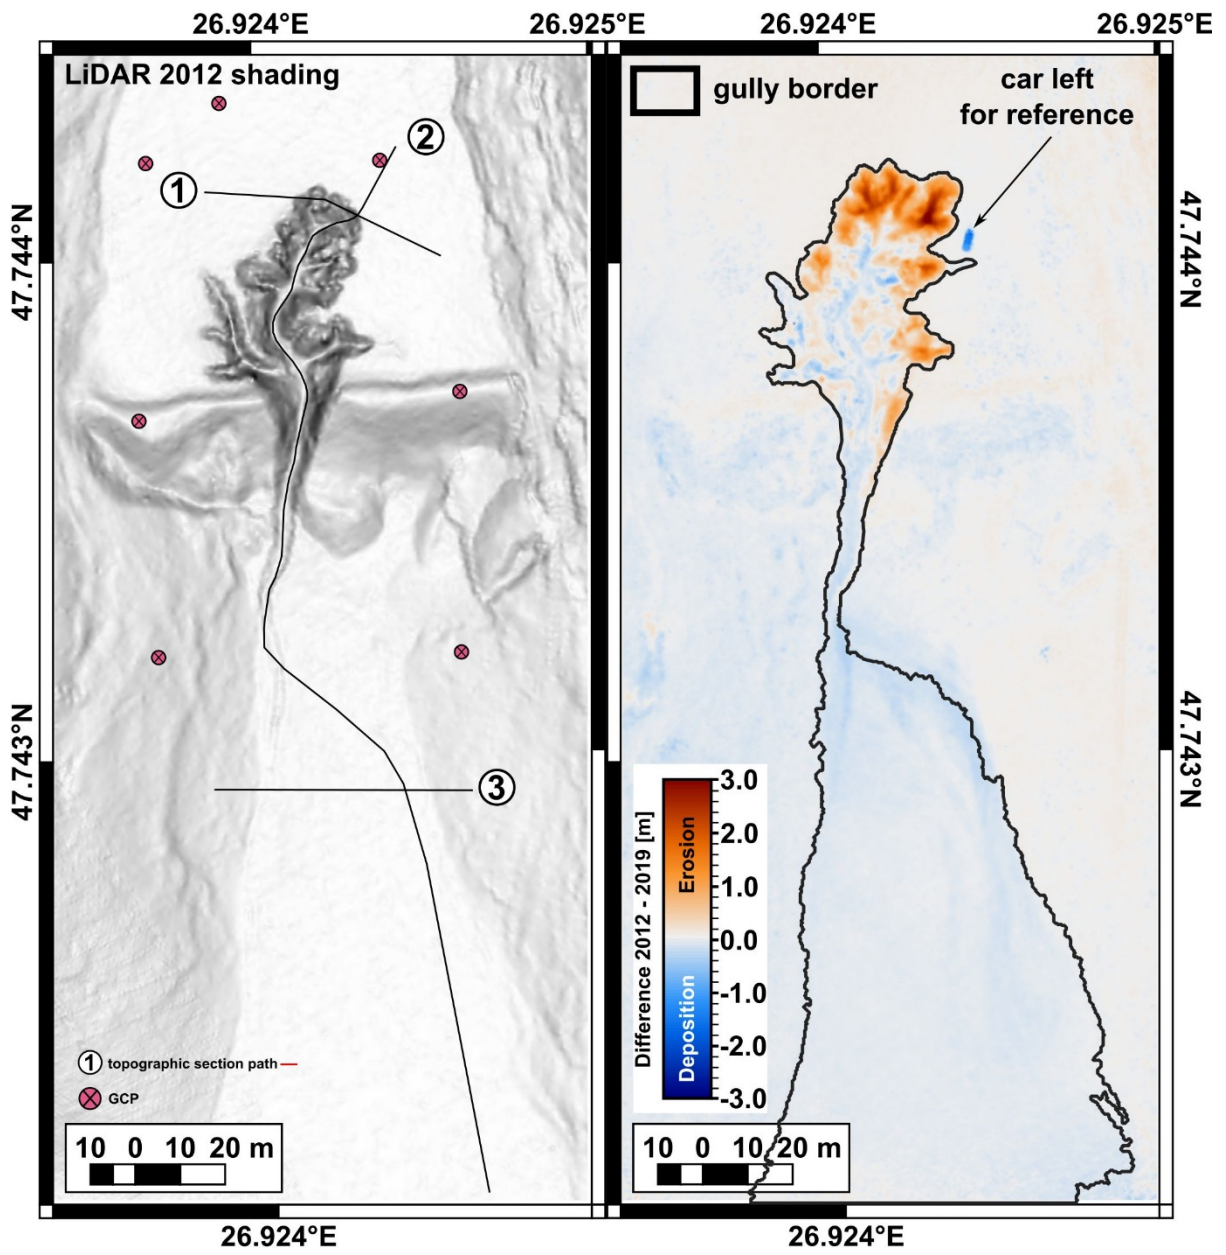 26.924°E
26.925°E
26.924°E
26.925°E
LiDAR 2012 shading
gully border
car left
for reference
2
1
47.744°N
47.744°N
3
47.743°N
47.743°N
Difference 2012 - 2019 [m]
Erosion
Deposition
3.0
2.0
1.0
0.0
-1.0
-2.0
-3.0
1 topographic section path
GCP
10 0 10 20 m
10 0 10 20 m
26.924°E
26.924°E